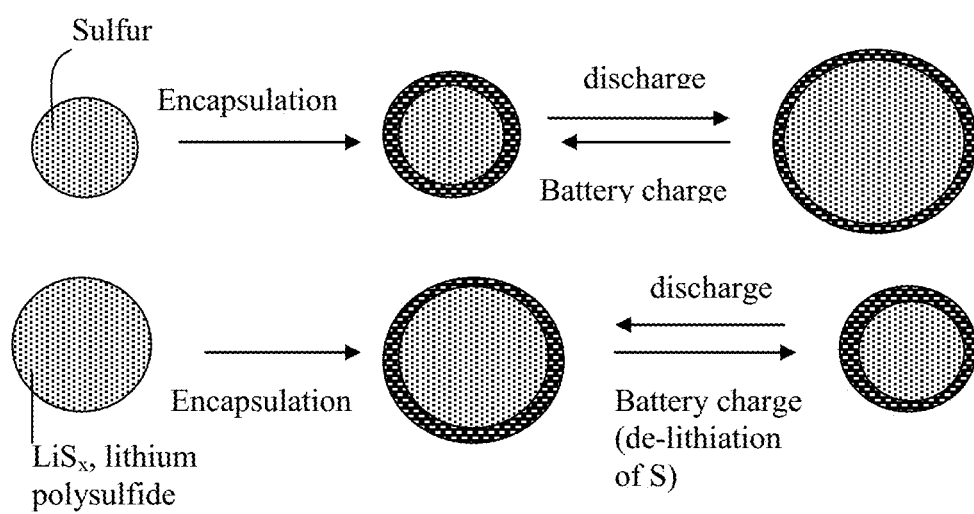 Sulfur
Encapsulation
discharge
Battery charge
discharge
Encapsulation
Battery charge
(de-lithiation
of S)
LiSₓ, lithium
polysulfide